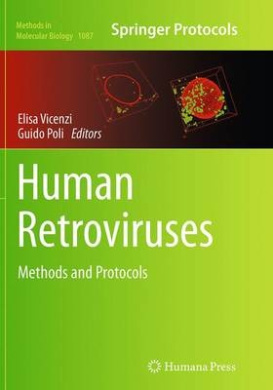 Methods in
Molecular Biology 1087
Springer Protocols
Elisa Vicenzi
Guido Poli Editors
Human
Retroviruses
Methods and Protocols
Humana Press